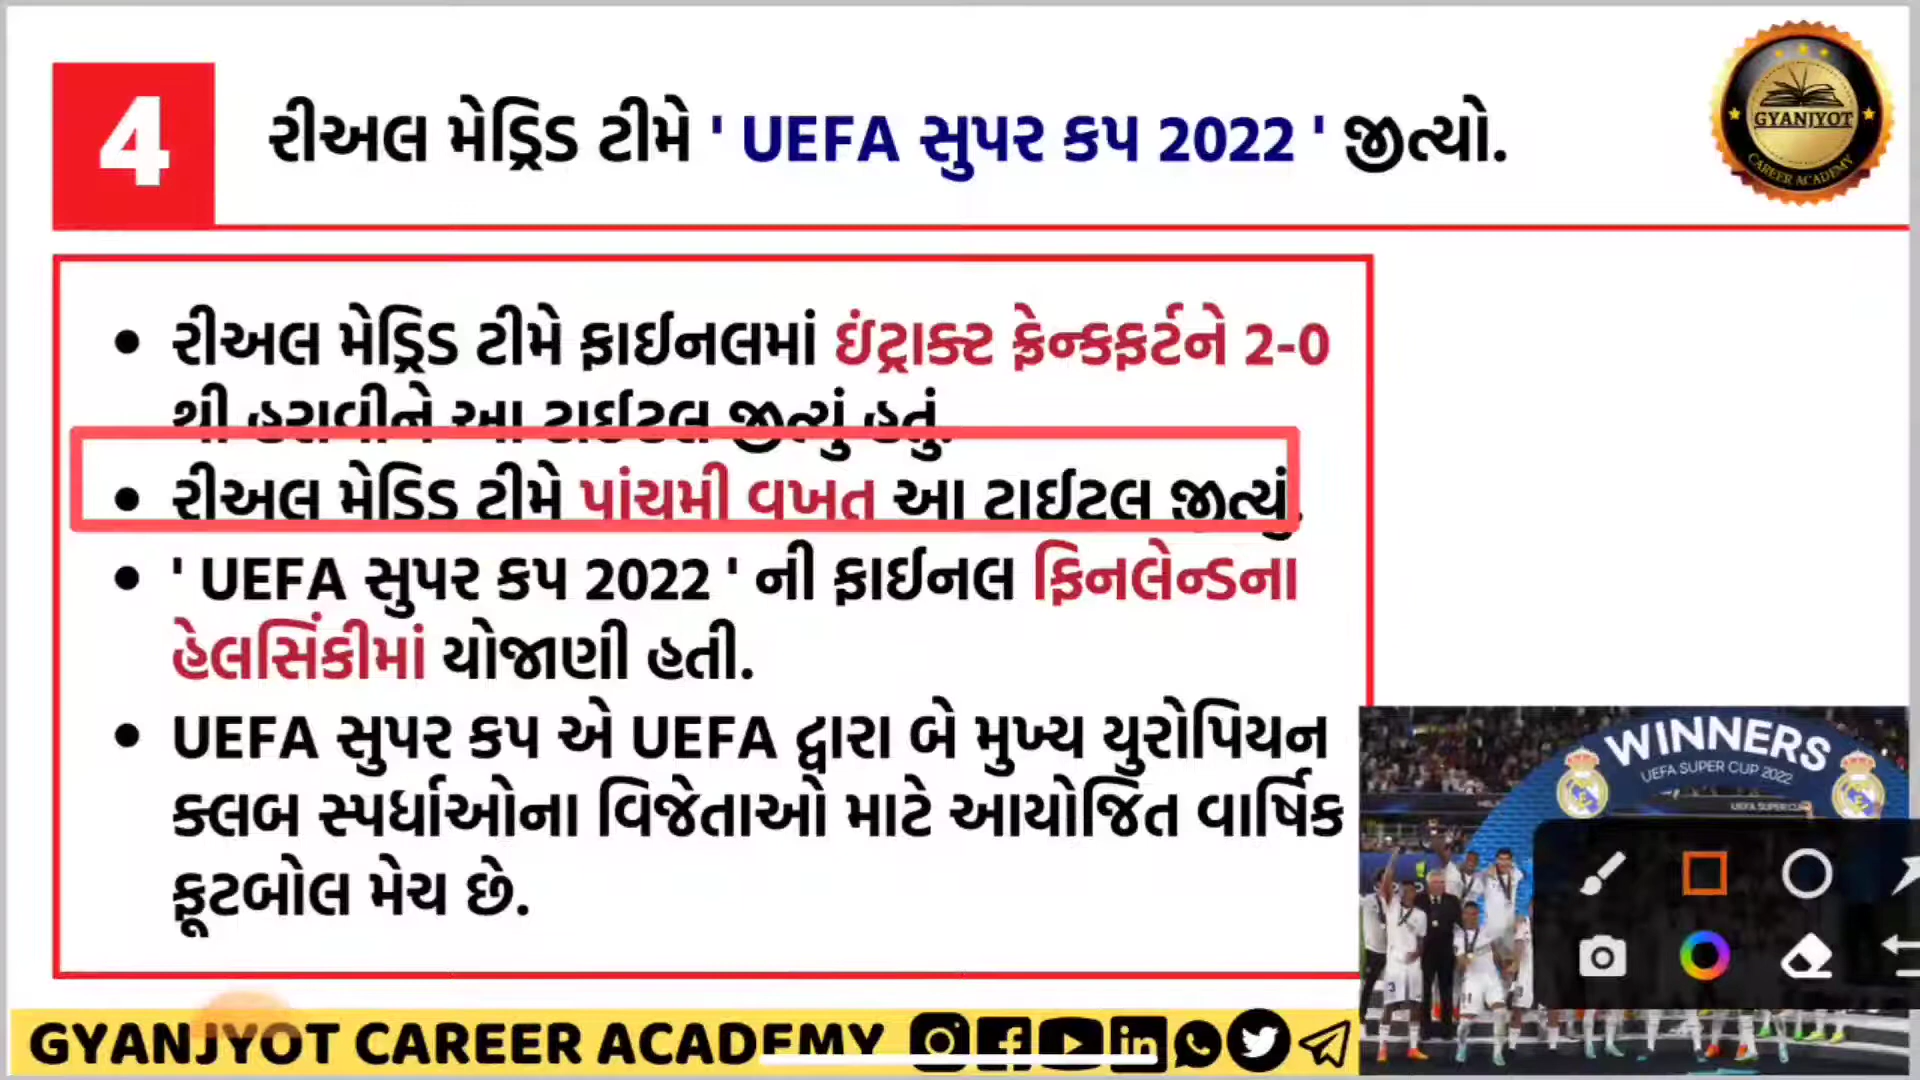 4
રીઅલ મેડ્રિડ ટીમે ' UEFA સુપર કપ 2022 ' જીત્યો.
GYANJYOT
CAREER ACADEMY
• રીઅલ મેડ્રિડ ટીમે ફાઈનલમાં ઇંટ્રાક્ટ ફ્રેન્કફર્ટને 2-0
થી હરાવીને આ ટાઈટલ જીત્યું હતું.
• રીઅલ મેડ્રિડ ટીમે પાંચમી વખત આ ટાઈટલ જીત્યું.
• ' UEFA સુપર કપ 2022 ' ની ફાઈનલ ફિનલેન્ડના
હેલસિંકીમાં યોજાણી હતી.
• UEFA સુપર કપ એ UEFA દ્વારા બે મુખ્ય યુરોપિયન
ક્લબ સ્પર્ધાઓના વિજેતાઓ માટે આયોજિત વાર્ષિક
ફૂટબોલ મેચ છે.
WINNERS
UEFA SUPER CUP 2022
GYANJYOT CAREER ACADEMY